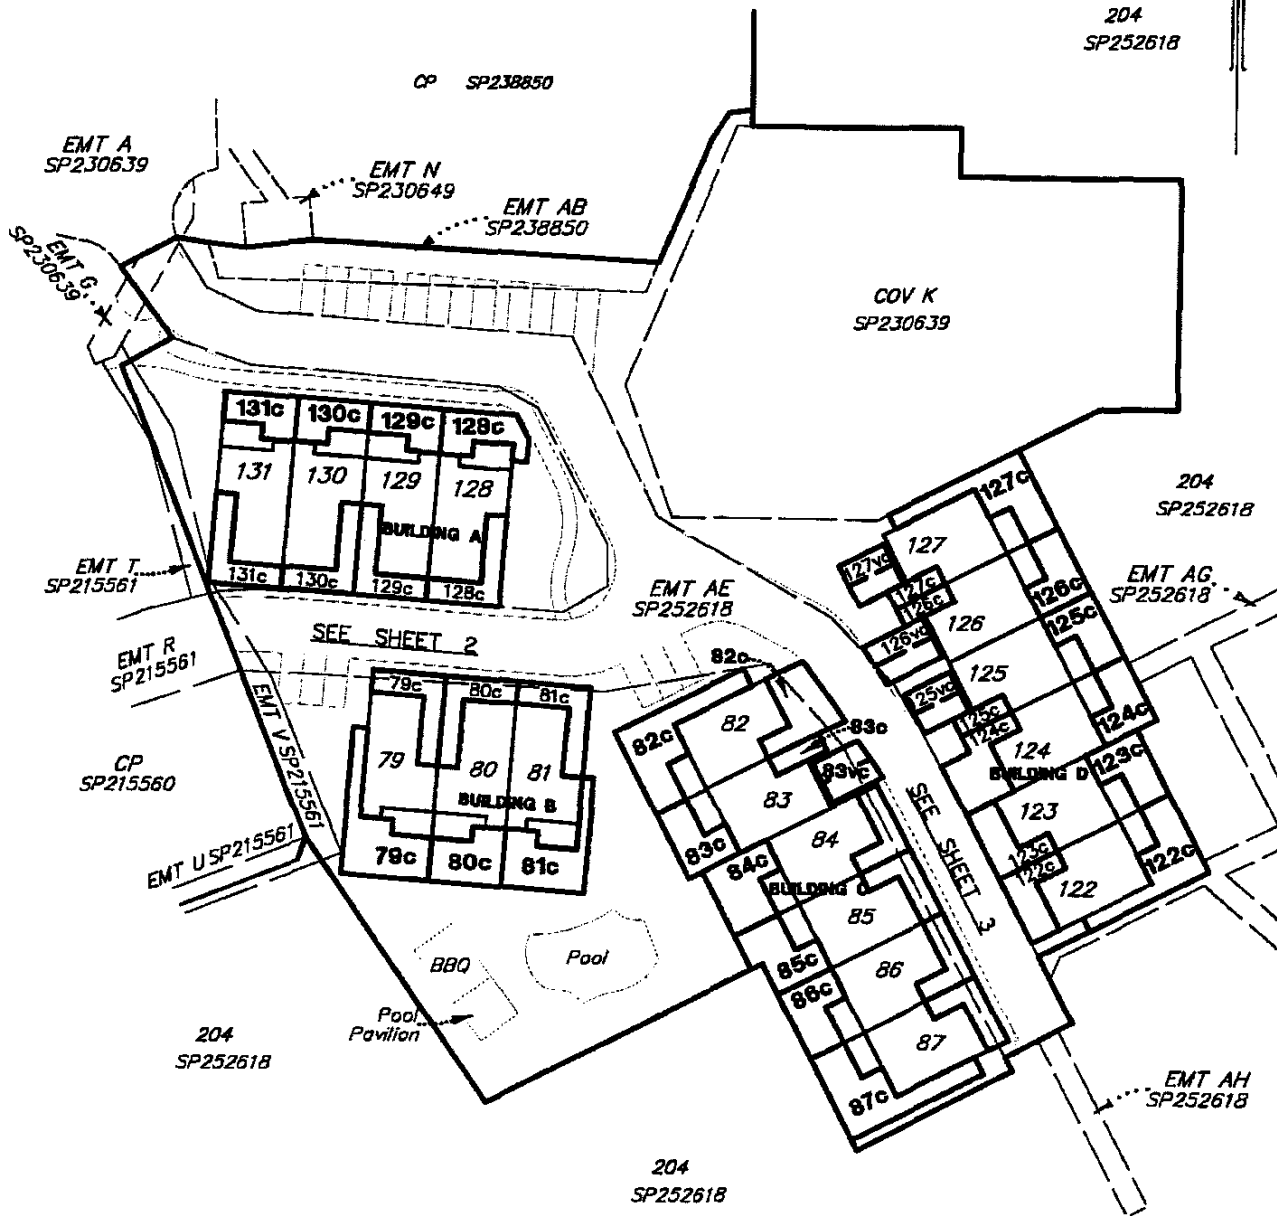 204
SP252618
CP SP238850
EMT A
SP230639
EMT N
SP230649
EMT AB
SP238850
EMT G
SP230639
COV K
SP230639
131c 130c 129c 128c
131 130 129 128
BUILDING A
131c 130c 129c 128c
204
SP252618
127c
127
127vc
127c
126c
126
126c
126vc
125c
125
25vc
125c
124c
124
124c
BUILDING D
123c
123
123c
122c
122
122c
EMT T
SP215561
EMT AE
SP252618
EMT AG
SP252618
SEE SHEET 2
EMT R
SP215561
EMT V SP215561
CP
SP215560
79c 80c 81c
79 80 81
BUILDING B
79c 80c 81c
82c
82
82c
83c
83vc
83
83c
84
84c
BUILDING C
85
85c
86
86c
87
87c
SEE SHEET 3
EMT U SP215561
BBQ
Pool
Pool
Pavilion
204
SP252618
EMT AH
SP252618
204
SP252618